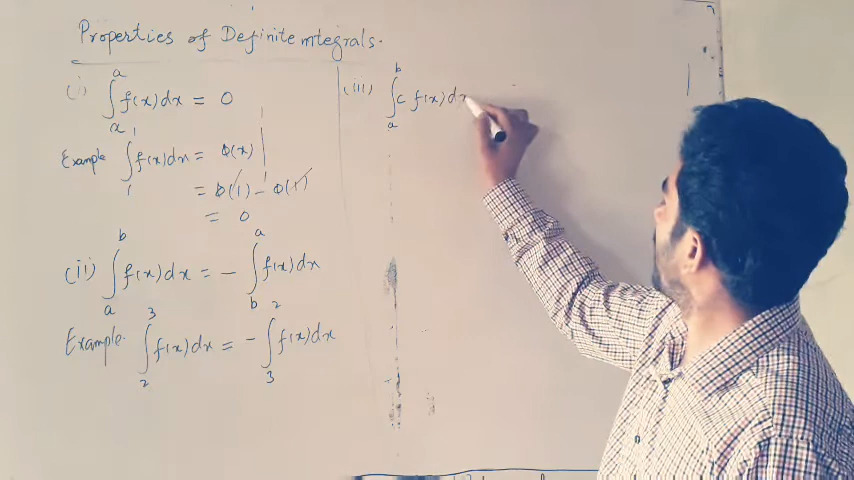 Properties of Definite integrals.
(i) ∫ₐᵃ f(x)dx = 0
Example ∫₁¹ f(x)dx = Φ(x) |
= Φ(1) - Φ(1)
= 0
(ii) ∫ₐᵇ f(x)dx = - ∫_bᵃ f(x)dx
Example. ∫₂³ f(x)dx = - ∫₃² f(x)dx
(iii) ∫ₐᵇ c f(x)dx